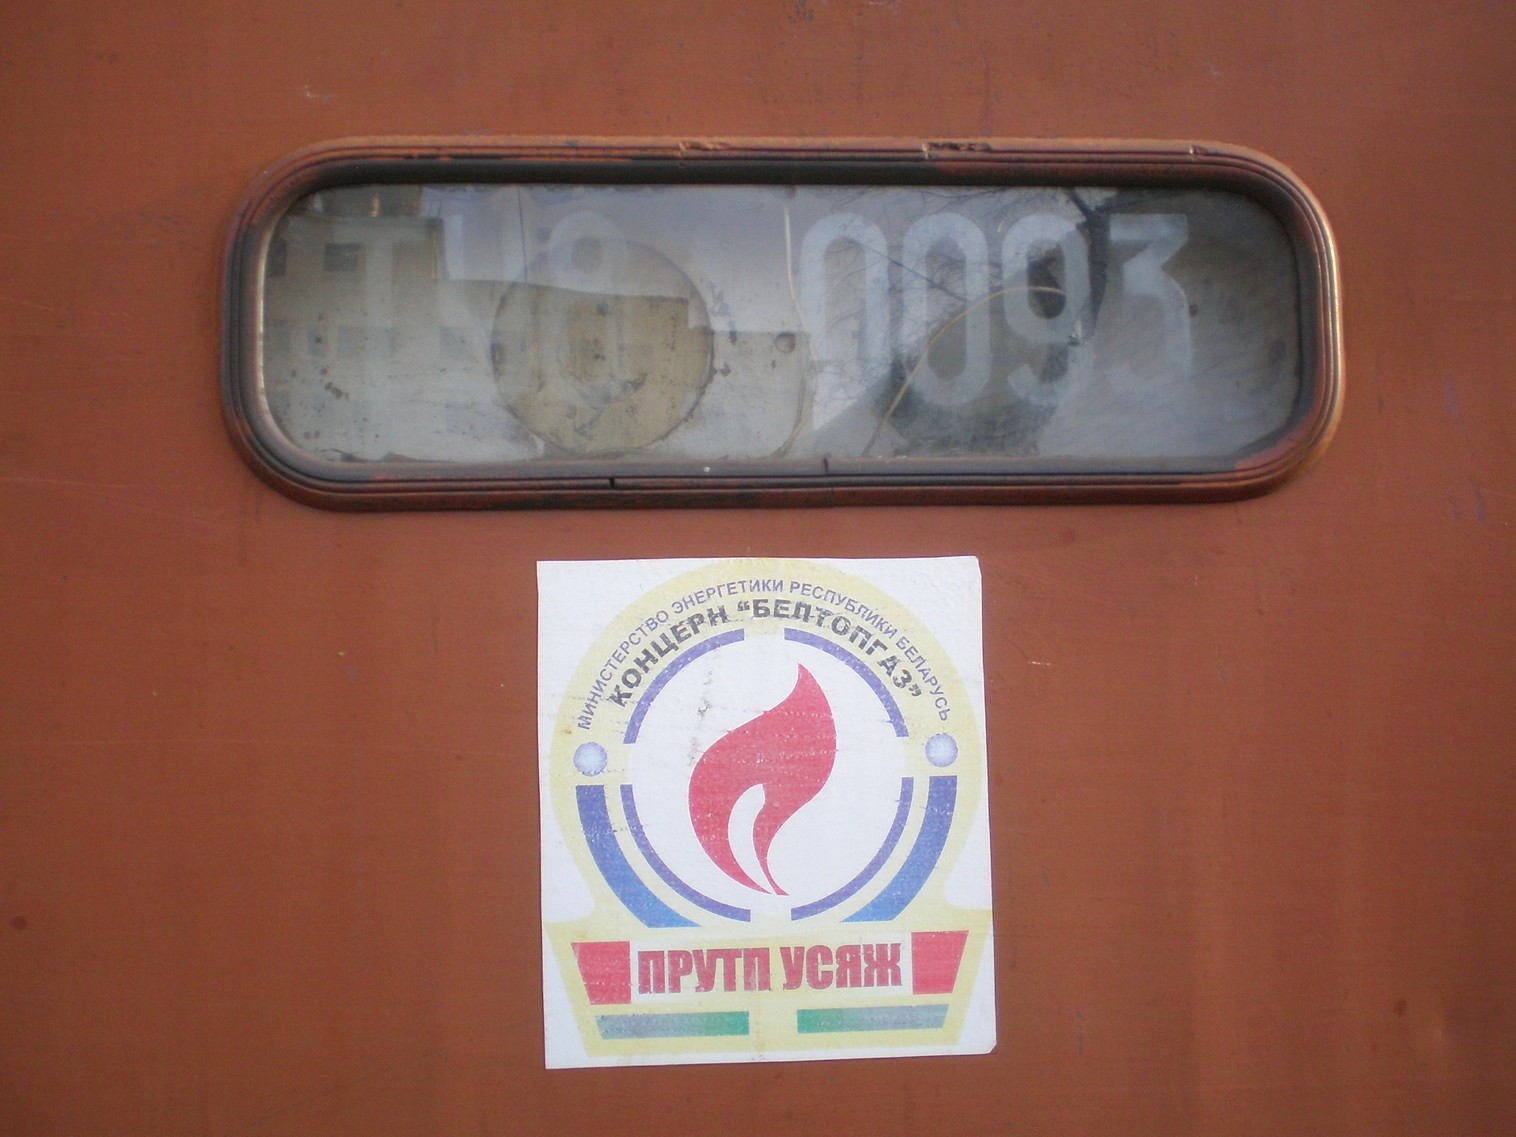 ТУ8 - 0093
МИНИСТЕРСТВО ЭНЕРГЕТИКИ РЕСПУБЛИКИ БЕЛАРУСЬ
КОНЦЕРН "БЕЛТОПГАЗ"
ПРУТП УСЯЖ